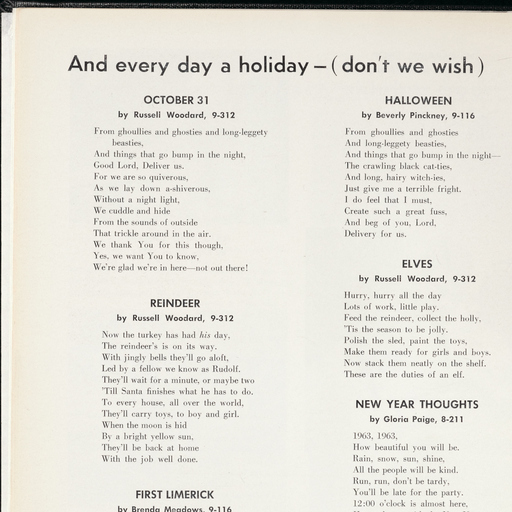 And every day a holiday – ( don't we wish )
OCTOBER 31
by Russell Woodard, 9-312
From ghoullies and ghosties and long-leggety
beasties,
And things that go bump in the night,
Good Lord, Deliver us.
For we are so quiverous,
As we lay down a-shiverous,
Without a night light,
We cuddle and hide
From the sounds of outside
That trickle around in the air.
We thank You for this though,
Yes, we want You to know,
We're glad we're in here—not out there!
REINDEER
by Russell Woodard, 9-312
Now the turkey has had his day,
The reindeer's is on its way.
With jingly bells they'll go aloft,
Led by a fellow we know as Rudolf.
They'll wait for a minute, or maybe two
'Till Santa finishes what he has to do.
To every house, all over the world,
They'll carry toys, to boy and girl.
When the moon is hid
By a bright yellow sun,
They'll be back at home
With the job well done.
FIRST LIMERICK
by Brenda Meadows, 9-116
HALLOWEEN
by Beverly Pinckney, 9-116
From ghoullies and ghosties
And long-leggety beasties,
And things that go bump in the night—
The crawling black cat-ties,
And long, hairy witch-ies,
Just give me a terrible fright.
I do feel that I must,
Create such a great fuss,
And beg of you, Lord,
Delivery for us.
ELVES
by Russell Woodard, 9-312
Hurry, hurry all the day
Lots of work, little play.
Feed the reindeer, collect the holly,
'Tis the season to be jolly.
Polish the sled, paint the toys,
Make them ready for girls and boys.
Now stack them neatly on the shelf.
These are the duties of an elf.
NEW YEAR THOUGHTS
by Gloria Paige, 8-211
1963, 1963,
How beautiful you will be.
Rain, snow, sun, shine,
All the people will be kind.
Run, run, don't be tardy,
You'll be late for the party.
12:00 o'clock is almost here,